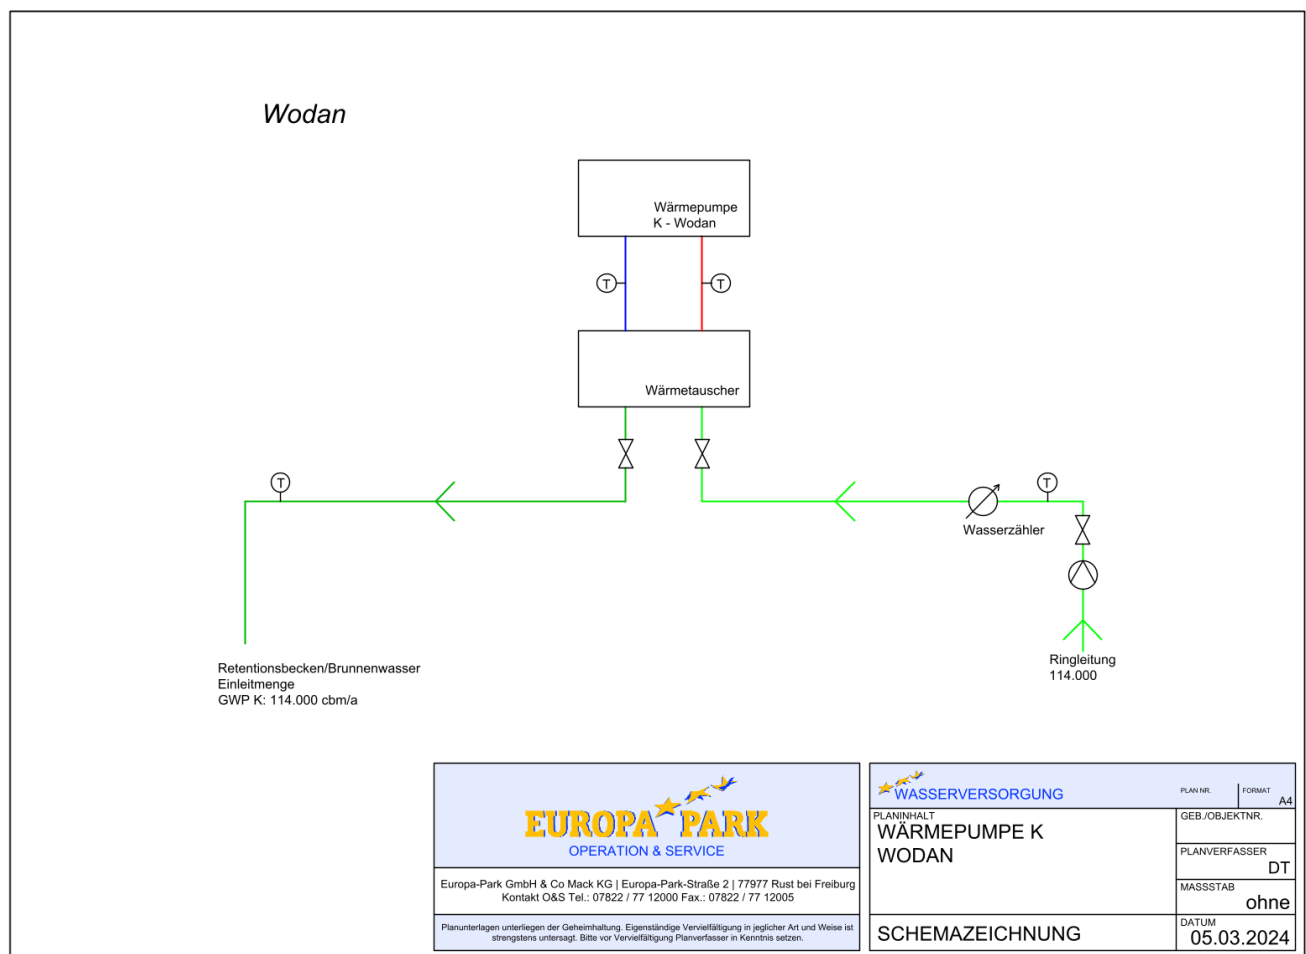 Wodan
Wärmepumpe
K - Wodan
T
T
Wärmetauscher
T
T
Wasserzähler
Retentionsbecken/Brunnenwasser
Einleitmenge
GWP K: 114.000 cbm/a
Ringleitung
114.000
EUROPA PARK
OPERATION & SERVICE
Europa-Park GmbH & Co Mack KG | Europa-Park-Straße 2 | 77977 Rust bei Freiburg
Kontakt O&S Tel.: 07822 / 77 12000 Fax.: 07822 / 77 12005
Planunterlagen unterliegen der Geheimhaltung. Eigenständige Vervielfältigung in jeglicher Art und Weise ist
strengstens untersagt. Bitte vor Vervielfältigung Planverfasser in Kenntnis setzen.
WASSERVERSORGUNG
PLAN NR.
FORMAT
A4
PLANINHALT
WÄRMEPUMPE K
WODAN
GEB./OBJEKTNR.
PLANVERFASSER
DT
MASSSTAB
ohne
SCHEMAZEICHNUNG
DATUM
05.03.2024